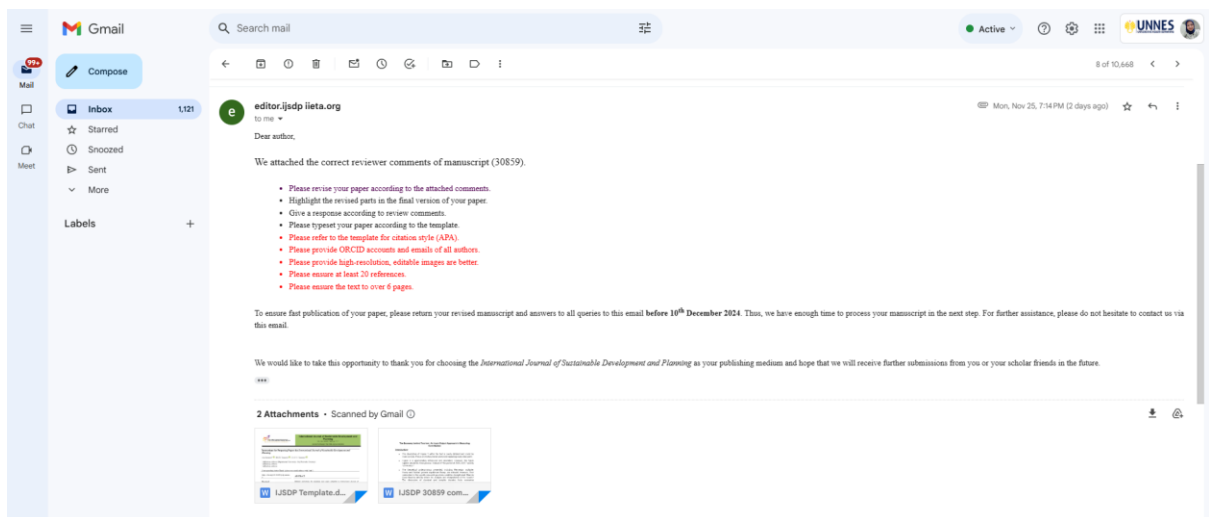 Gmail
Search mail
Active
UNNES
99+
Mail
Compose
8 of 10,668
Inbox 1,121
editor.ijsdp iieta.org
Mon, Nov 25, 7:14 PM (2 days ago)
to me
Chat
Starred
Dear author,
Snoozed
Meet
Sent
We attached the correct reviewer comments of manuscript (30859).
More
Please revise your paper according to the attached comments.
Highlight the revised parts in the final version of your paper.
Give a response according to review comments.
Labels
Please typeset your paper according to the template.
Please refer to the template for citation style (APA).
Please provide ORCID accounts and emails of all authors.
Please provide high-resolution, editable images are better.
Please ensure at least 20 references.
Please ensure the text to over 6 pages.
To ensure fast publication of your paper, please return your revised manuscript and answers to all queries to this email before 10th December 2024. Thus, we have enough time to process your manuscript in the next step. For further assistance, please do not hesitate to contact us via
this email.
We would like to take this opportunity to thank you for choosing the International Journal of Sustainable Development and Planning as your publishing medium and hope that we will receive further submissions from you or your scholar friends in the future.
2 Attachments • Scanned by Gmail
IJSDP Template.d...
IJSDP 30859 com...